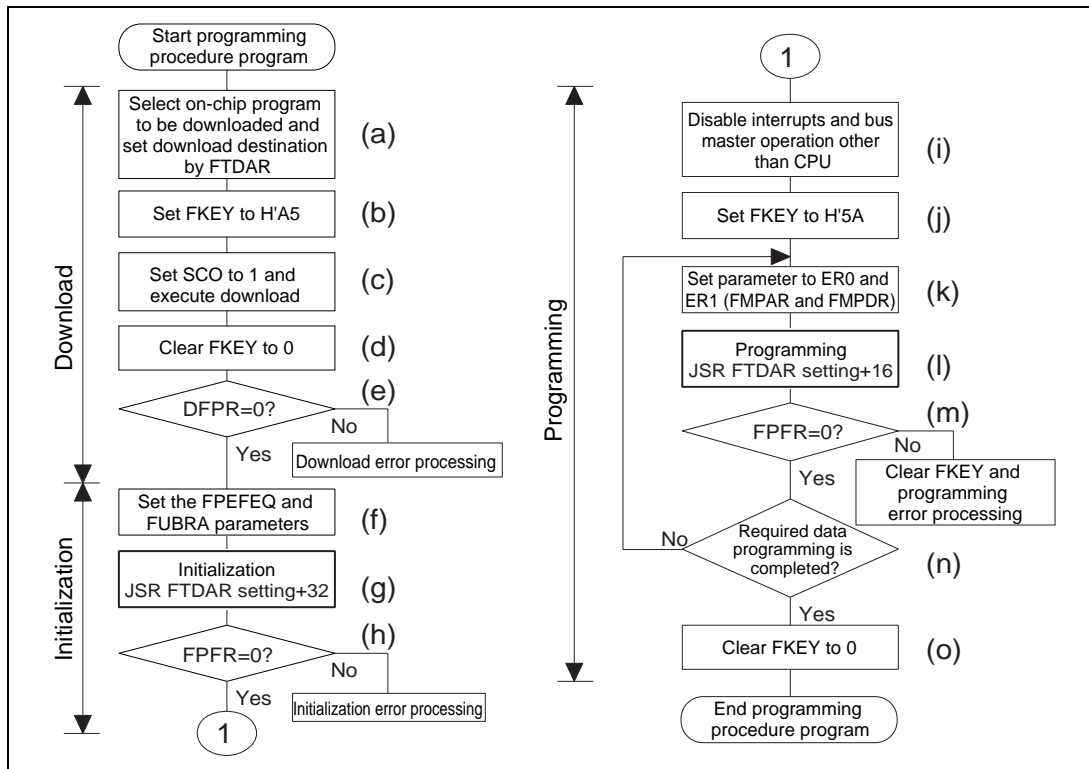 Start programming
procedure program
Select on-chip program
to be downloaded and
set download destination
by FTDAR
(a)
Set FKEY to H'A5
(b)
Set SCO to 1 and
execute download
(c)
Clear FKEY to 0
(d)
(e)
DFPR=0?
No
Yes
Download error processing
Download
Set the FPEFEQ and
FUBRA parameters
(f)
Initialization
JSR FTDAR setting+32
(g)
(h)
FPFR=0?
No
Yes
Initialization error processing
Initialization
1
1
Disable interrupts and bus
master operation other
than CPU
(i)
Set FKEY to H'5A
(j)
Set parameter to ER0 and
ER1 (FMPAR and FMPDR)
(k)
Programming
JSR FTDAR setting+16
(l)
(m)
FPFR=0?
No
Yes
Clear FKEY and
programming
error processing
Programming
No
Required data
programming is
completed?
(n)
Yes
Clear FKEY to 0
(o)
End programming
procedure program